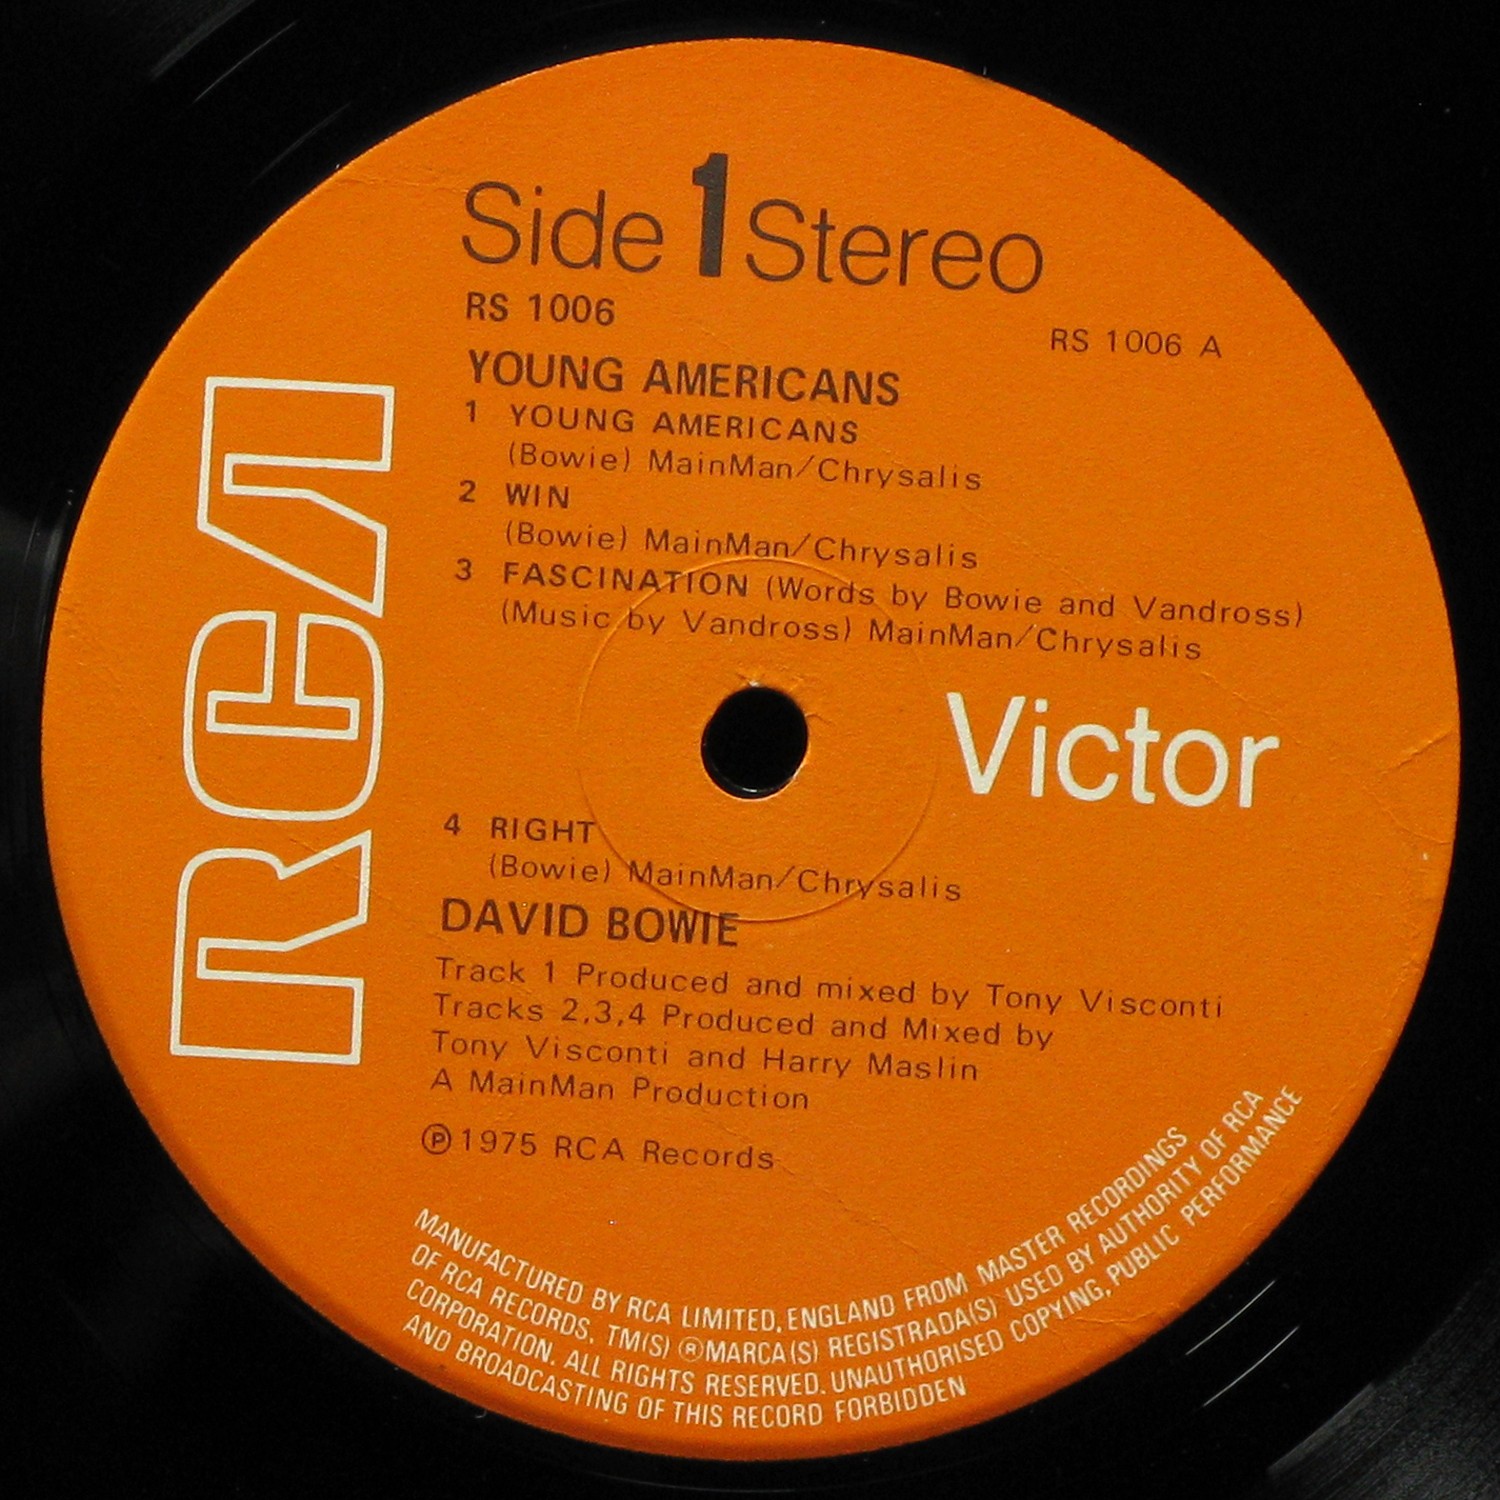 Side 1 Stereo
RS 1006
RS 1006 A
YOUNG AMERICANS
1 YOUNG AMERICANS
(Bowie) MainMan/Chrysalis
2 WIN
(Bowie) MainMan/Chrysalis
3 FASCINATION (Words by Bowie and Vandross)
(Music by Vandross) MainMan/Chrysalis
RCA
Victor
4 RIGHT
(Bowie) MainMan/Chrysalis
DAVID BOWIE
Track 1 Produced and mixed by Tony Visconti
Tracks 2,3,4 Produced and Mixed by
Tony Visconti and Harry Maslin
A MainMan Production
℗ 1975 RCA Records
MANUFACTURED BY RCA LIMITED, ENGLAND FROM MASTER RECORDINGS
OF RCA RECORDS. TM(S) ® MARCA(S) REGISTRADA(S) USED BY AUTHORITY OF RCA
CORPORATION. ALL RIGHTS RESERVED. UNAUTHORISED COPYING, PUBLIC PERFORMANCE
AND BROADCASTING OF THIS RECORD FORBIDDEN